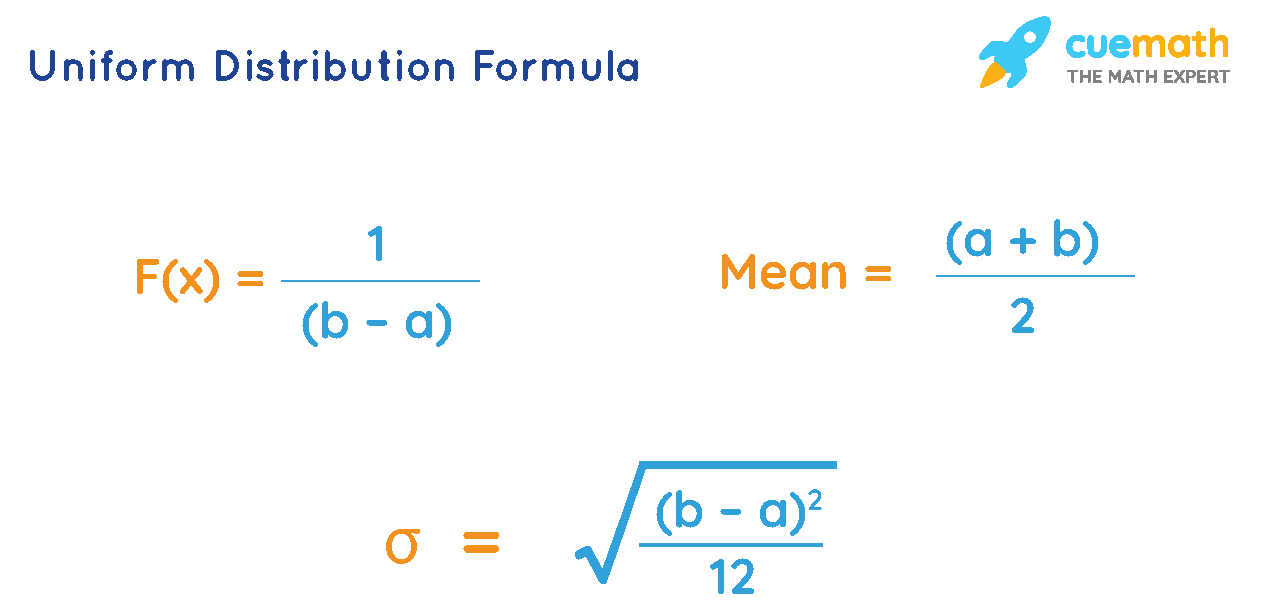 Uniform Distribution Formula
cuemath
THE MATH EXPERT
F(x) = 1 / (b − a)
Mean = (a + b) / 2
σ = √((b − a)² / 12)